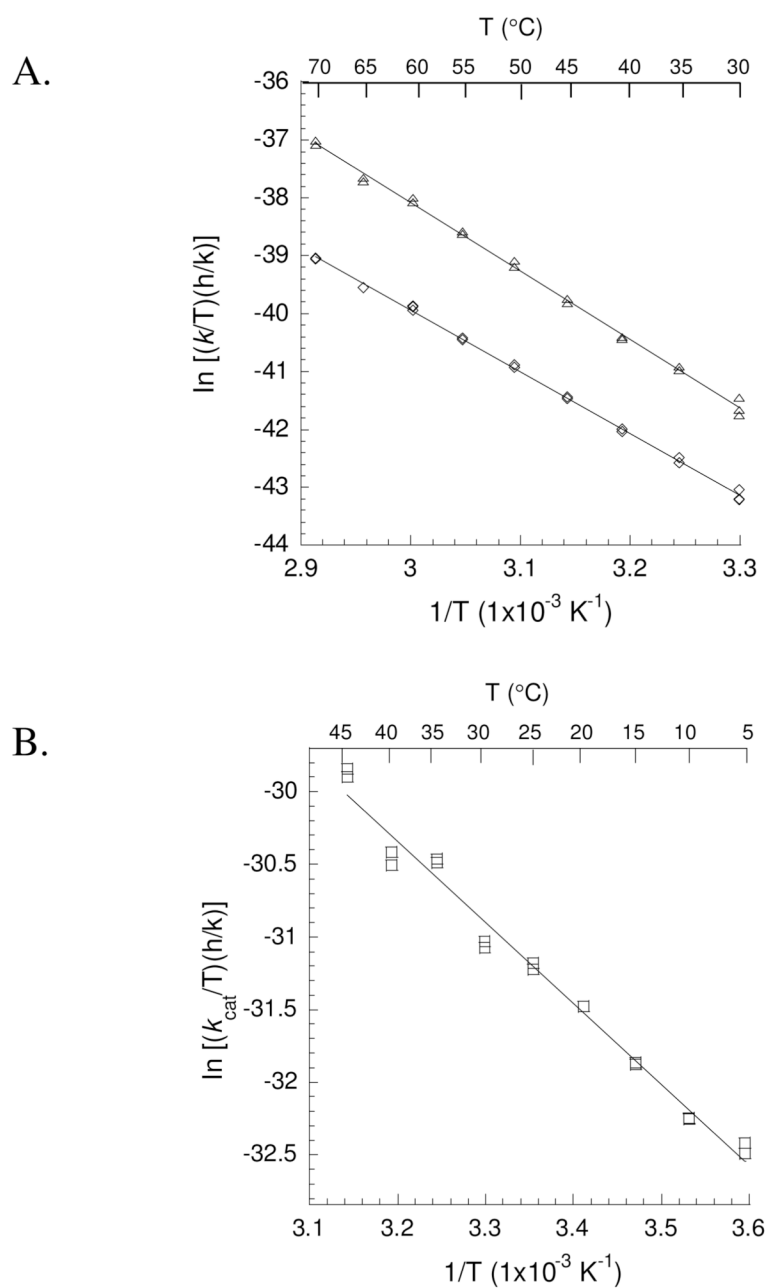 A.
T (°C)
70 65 60 55 50 45 40 35 30
-36
-37
-38
-39
-40
-41
-42
-43
-44
ln [(k/T)(h/k)]
2.9 3 3.1 3.2 3.3
1/T (1x10⁻³ K⁻¹)
B.
T (°C)
45 40 35 30 25 20 15 10 5
-30
-30.5
-31
-31.5
-32
-32.5
ln [(k_cat/T)(h/k)]
3.1 3.2 3.3 3.4 3.5 3.6
1/T (1x10⁻³ K⁻¹)